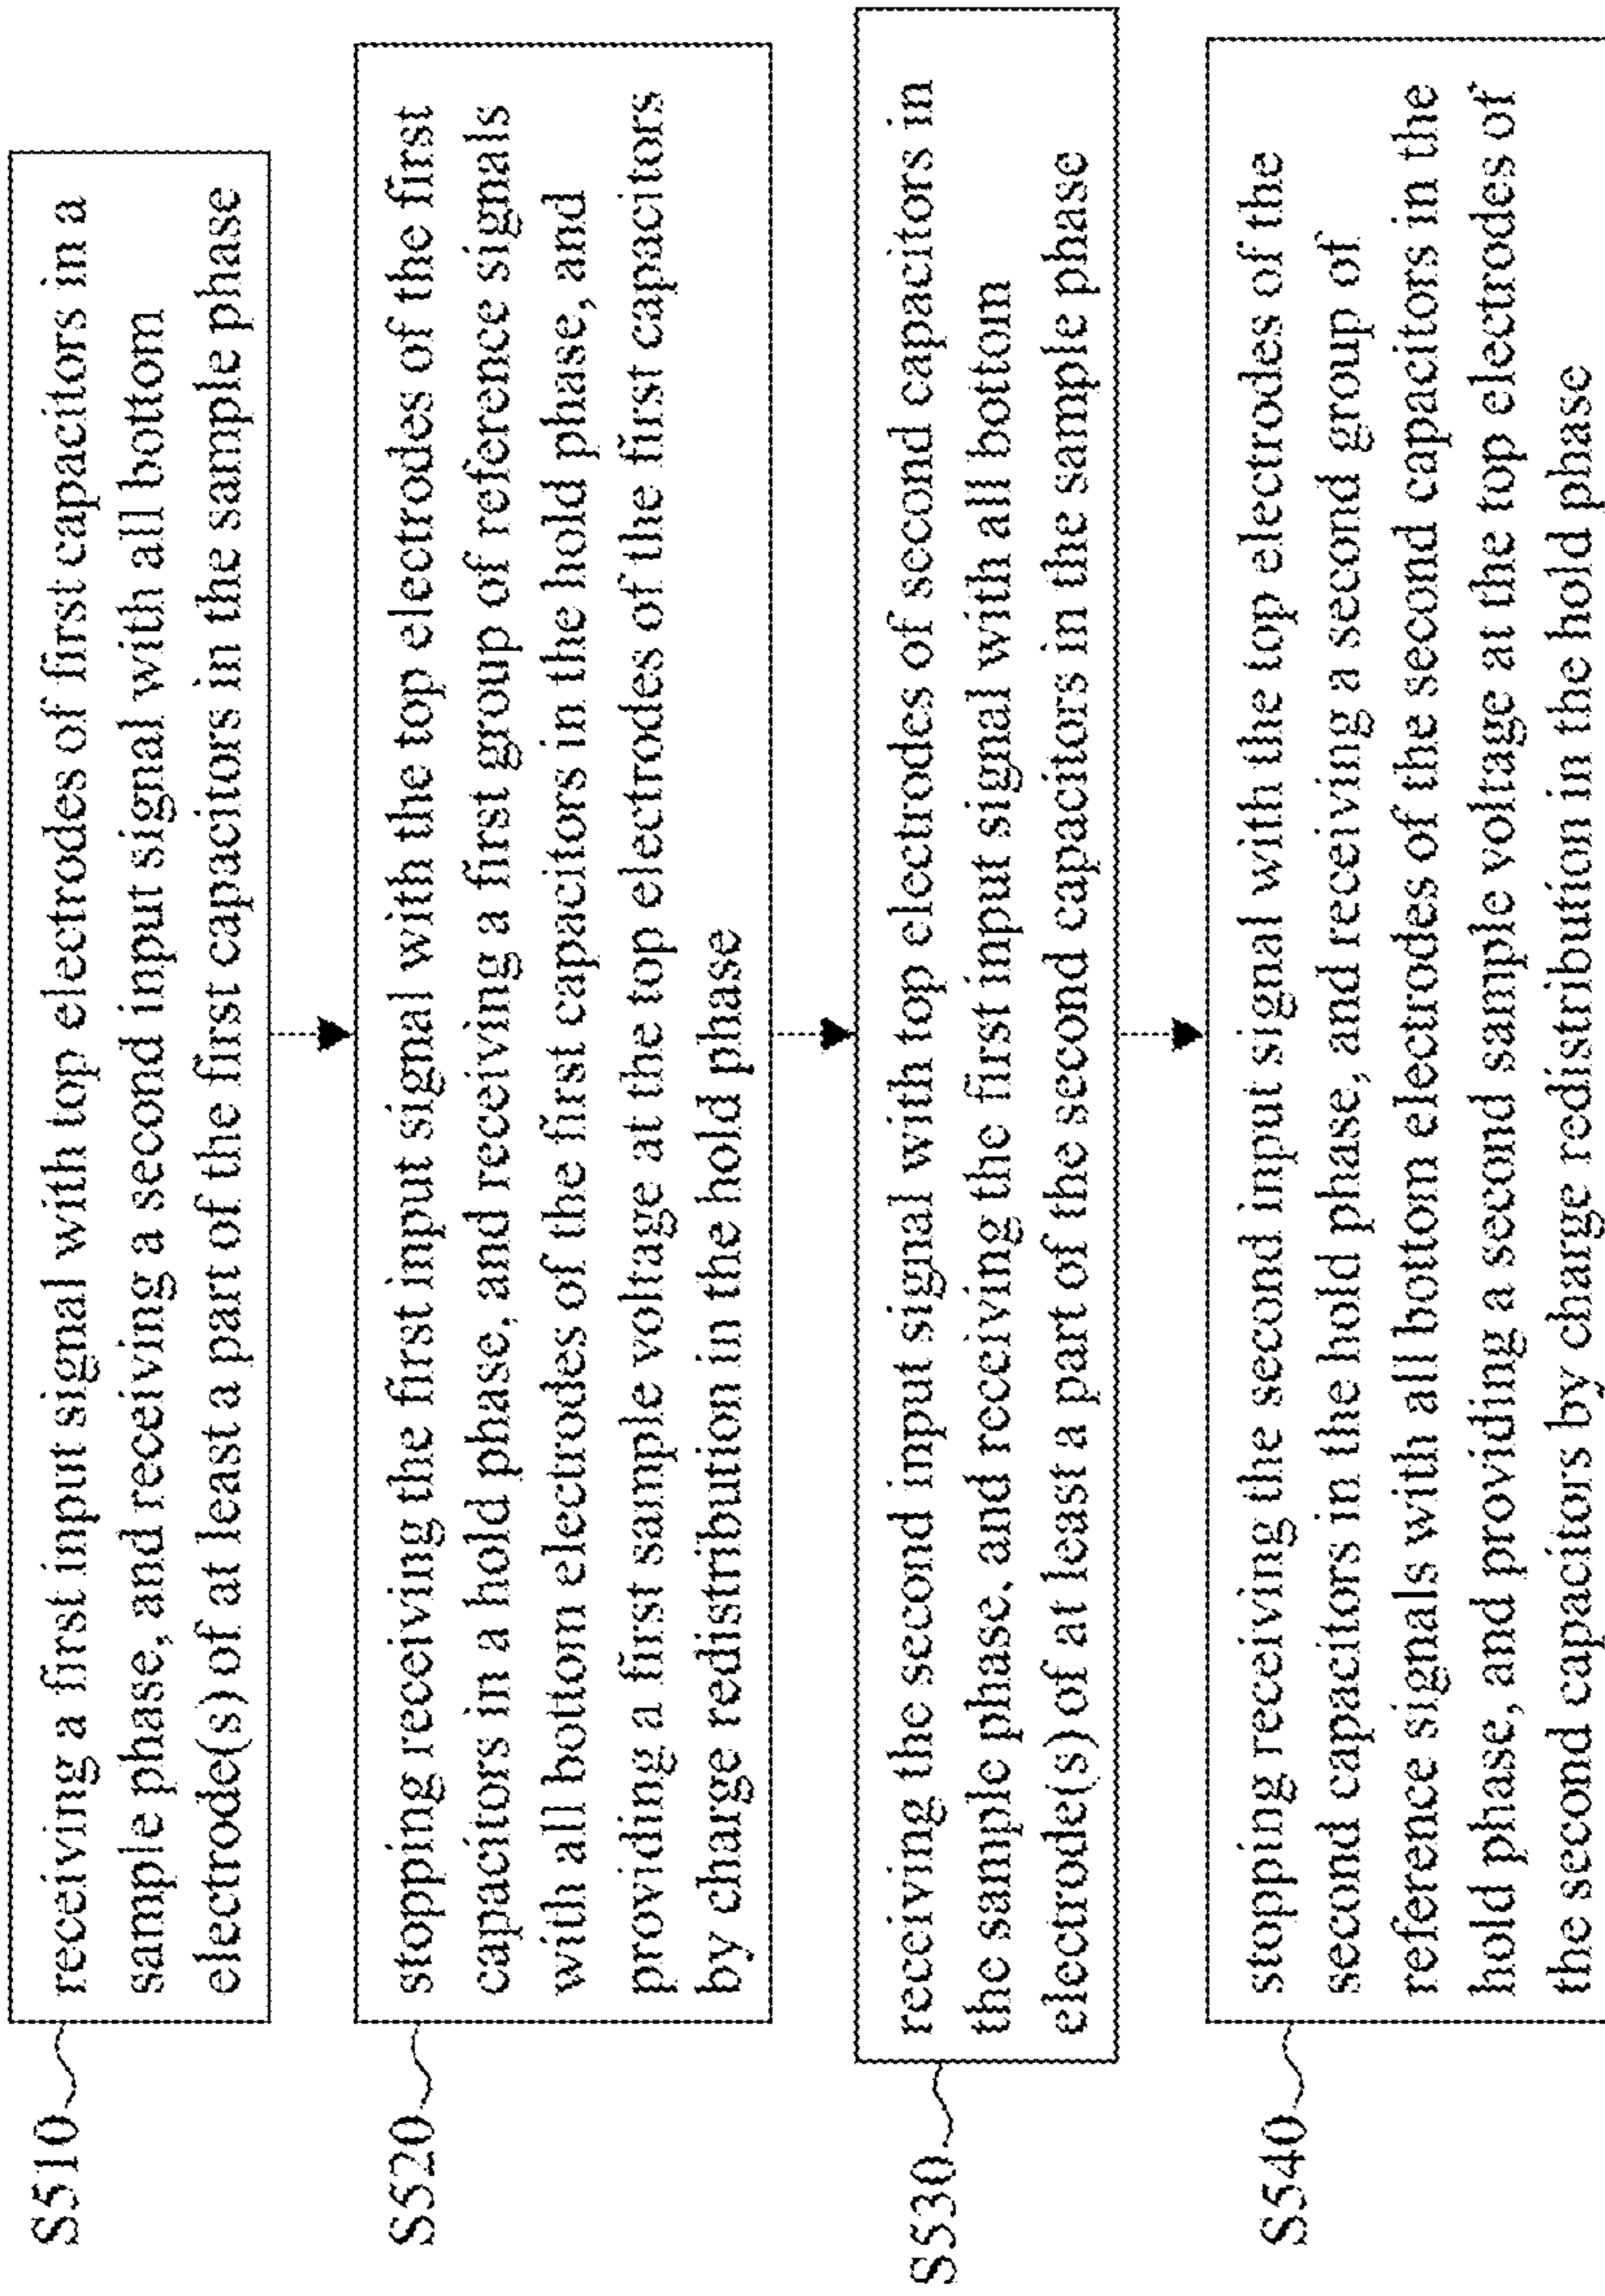 S510
receiving a first input signal with top electrodes of first capacitors in a
sample phase, and receiving a second input signal with all bottom
electrode(s) of at least a part of the first capacitors in the sample phase
S520
stopping receiving the first input signal with the top electrodes of the first
capacitors in a hold phase, and receiving a first group of reference signals
with all bottom electrodes of the first capacitors in the hold phase, and
providing a first sample voltage at the top electrodes of the first capacitors
by charge redistribution in the hold phase
S530
receiving the second input signal with top electrodes of second capacitors in
the sample phase, and receiving the first input signal with all bottom
electrode(s) of at least a part of the second capacitors in the sample phase
S540
stopping receiving the second input signal with the top electrodes of the
second capacitors in the hold phase, and receiving a second group of
reference signals with all bottom electrodes of the second capacitors in the
hold phase, and providing a second sample voltage at the top electrodes of
the second capacitors by charge redistribution in the hold phase